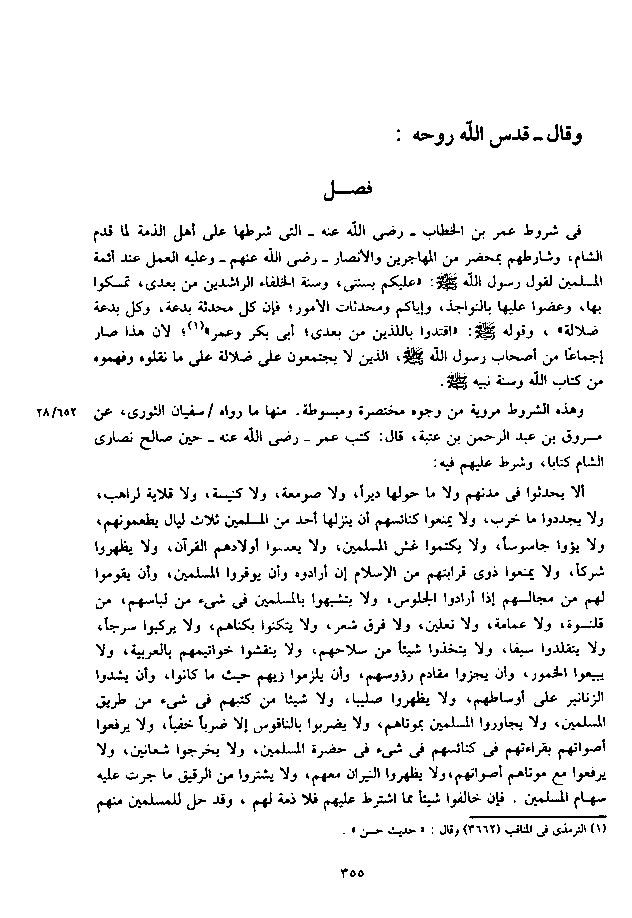 وقال ـ قدس الله روحه :
فصــل
فى شروط عمر بن الخطاب ـ رضى الله عنه ـ التى شرطها على أهل الذمة لما قدم
الشام، وشارطهم بمحضر من المهاجرين والأنصار ـ رضى الله عنهم ـ وعليه العمل عند أئمة
المسلمين لقول رسول الله ﷺ: «عليكم بسنتى، وسنة الخلفاء الراشدين من بعدى، تمسكوا
بها، وعضوا عليها بالنواجذ، وإياكم ومحدثات الأمور؛ فإن كل محدثة بدعة، وكل بدعة
ضلالة» ، وقوله ﷺ: «اقتدوا باللذين من بعدى؛ أبى بكر وعمر»(١)؛ لأن هذا صار
إجماعًا من أصحاب رسول الله ﷺ، الذين لا يجتمعون على ضلالة على ما نقلوه وفهموه
من كتاب الله وسنة نبيه ﷺ.
وهذه الشروط مروية من وجوه مختصرة ومبسوطة. منها ما رواه / سفيان الثورى، عن
٢٨/٦٥٢
مسروق بن عبد الرحمن بن عتبة، قال: كتب عمر ـ رضى الله عنه ـ حين صالح نصارى
الشام كتابا، وشرط عليهم فيه:
ألا يحدثوا فى مدنهم ولا ما حولها ديراً، ولا صومعة، ولا كنيسة، ولا قلاية لراهب،
ولا يجددوا ما خرب، ولا يمنعوا كنائسهم أن ينزلها أحد من المسلمين ثلاث ليال يطعمونهم،
ولا يؤوا جاسوساً، ولا يكتموا غش المسلمين، ولا يعلموا أولادهم القرآن، ولا يظهروا
شركاً، ولا يمنعوا ذوى قرابتهم من الإسلام إن أرادوه وأن يوقروا المسلمين، وأن يقوموا
لهم من مجالسهم إذا أرادوا الجلوس، ولا يتشبهوا بالمسلمين فى شىء من لباسهم، من
قلنسوة، ولا عمامة، ولا نعلين، ولا فرق شعر، ولا يتكنوا بكناهم، ولا يركبوا سرجاً،
ولا يتقلدوا سيفا، ولا يتخذوا شيئاً من سلاحهم، ولا ينقشوا خواتيمهم بالعربية، ولا
يبيعوا الخمور، وأن يجزوا مقادم رؤوسهم، وأن يلزموا زيهم حيث ما كانوا، وأن يشدوا
الزنانير على أوساطهم، ولا يظهروا صليبا، ولا شيئا من كتبهم فى شىء من طريق
المسلمين، ولا يجاوروا المسلمين بموتاهم، ولا يضربوا بالناقوس إلا ضرباً خفياً، ولا يرفعوا
أصواتهم بقراءتهم فى كنائسهم فى شىء فى حضرة المسلمين، ولا يخرجوا شعانين، ولا
يرفعوا مع موتاهم أصواتهم، ولا يظهروا النيران معهم، ولا يشتروا من الرقيق ما جرت عليه
سهام المسلمين . فإن خالفوا شيئاً مما اشترط عليهم فلا ذمة لهم ، وقد حل للمسلمين منهم
(١) الترمذى فى المناقب (٣٦٦٢) وقال : « حديث حسن » .
٣٥٥